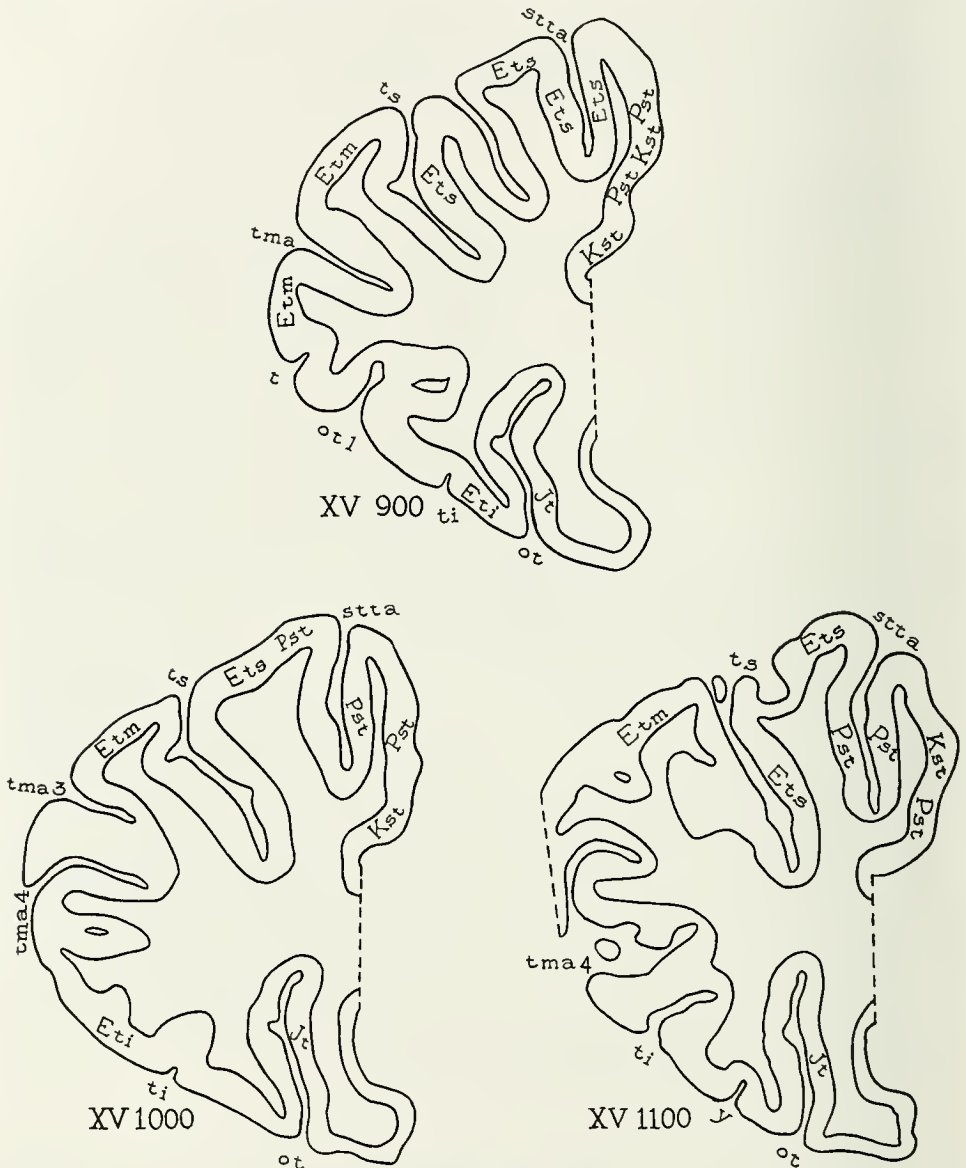 stta
Ets
Ets
Ets
ts
Pst
Kst
Etm
Ets
Pst
tma
Kst
Etm
t
otl
XV 900
ti
Eti
Jt
ot
stta
Pst
Ets
ts
Pst
Pst
Etm
tma3
Kst
tma4
Jt
Eti
ti
XV 1000
ot
stta
Ets
ts
Etm
Kst
Pst
Pst
Ets
Pst
tma4
ti
Jt
XV 1100
y
ot